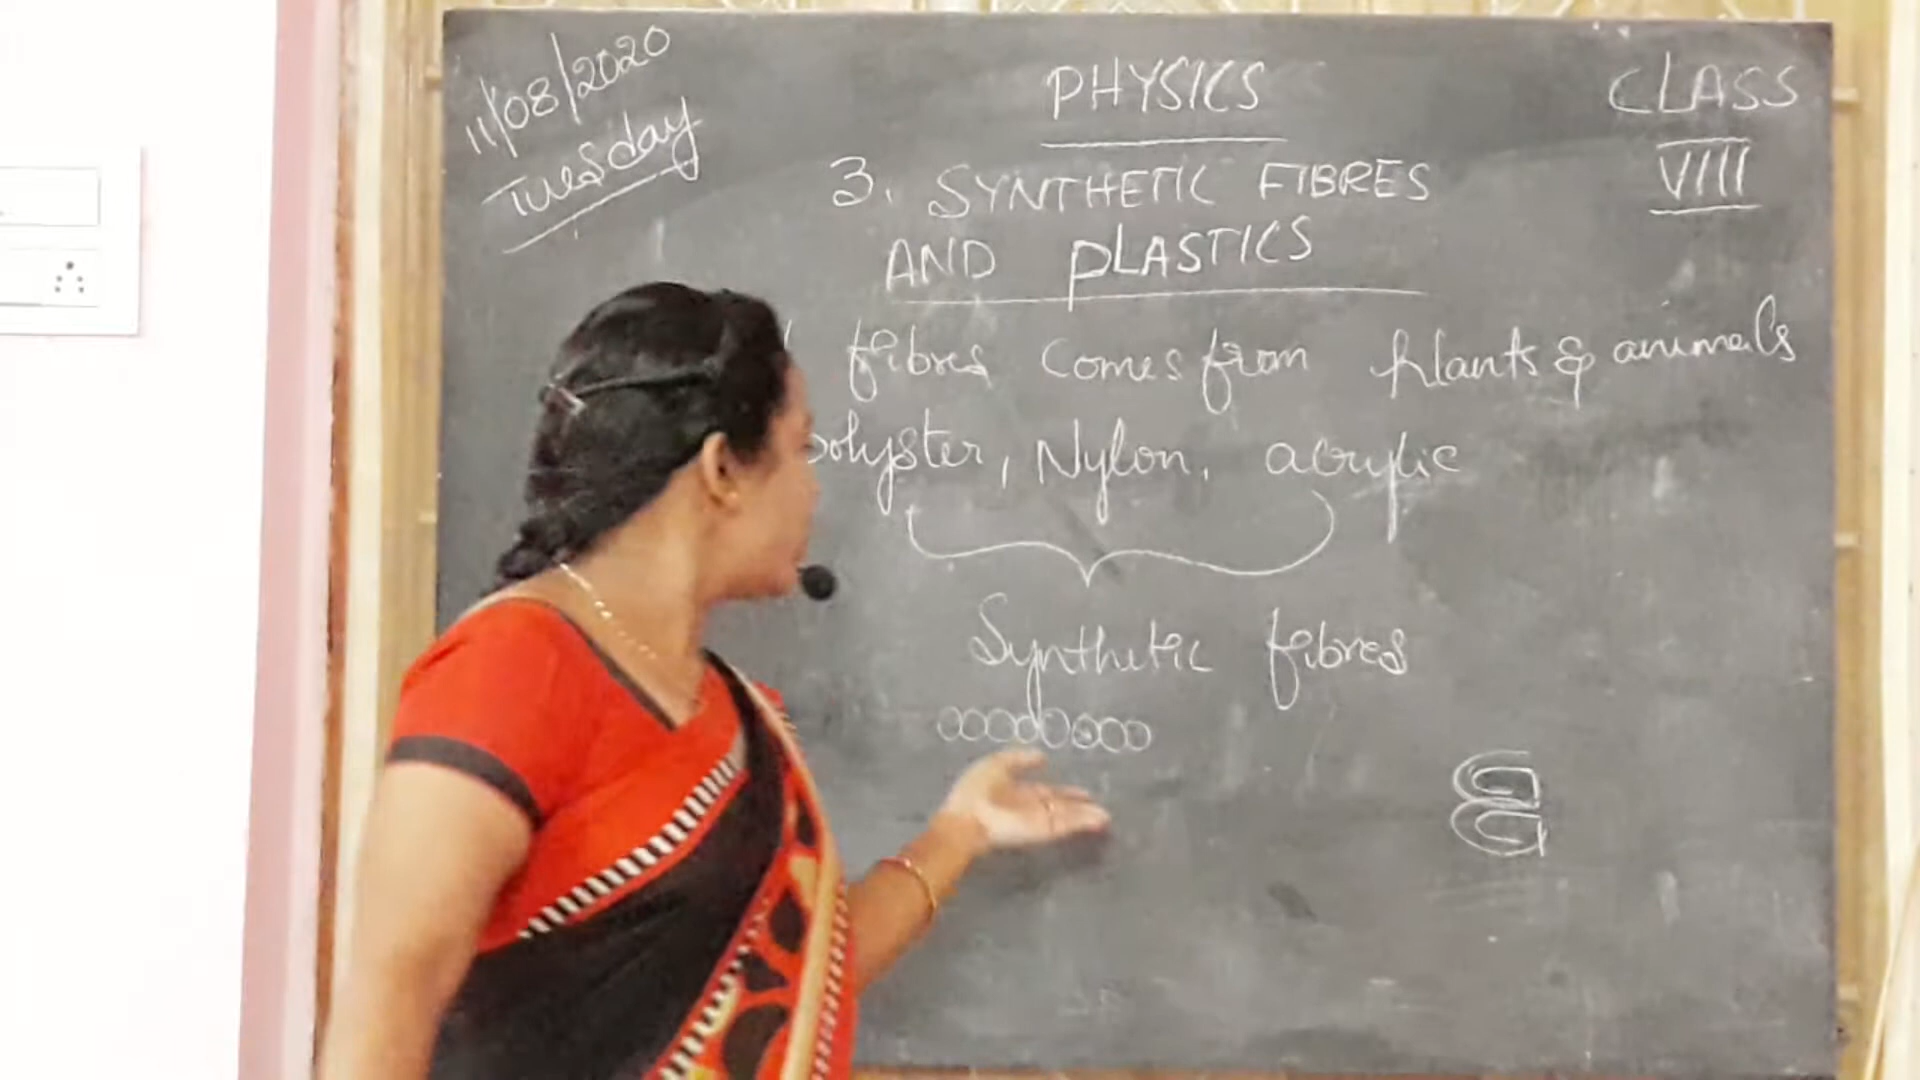 11/08/2020
Tuesday
PHYSICS
CLASS
VIII
3. SYNTHETIC FIBRES
AND PLASTICS
fibres comes from plants & animals
polyster, Nylon, acrylic
Synthetic fibres